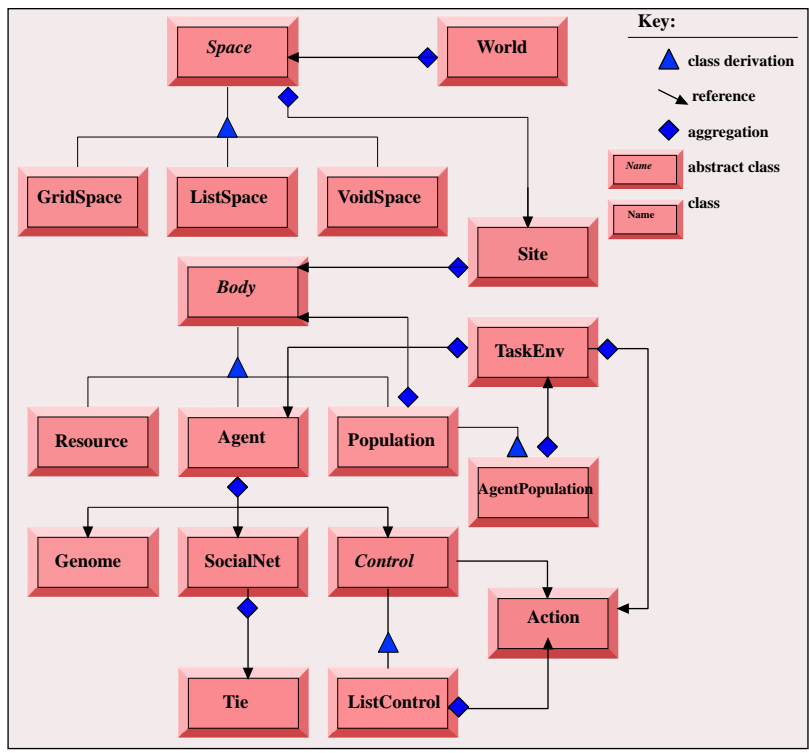 Key:
Space
World
class derivation
reference
aggregation
Name
abstract class
Name
class
GridSpace
ListSpace
VoidSpace
Site
Body
TaskEnv
Resource
Agent
Population
AgentPopulation
Genome
SocialNet
Control
Action
Tie
ListControl